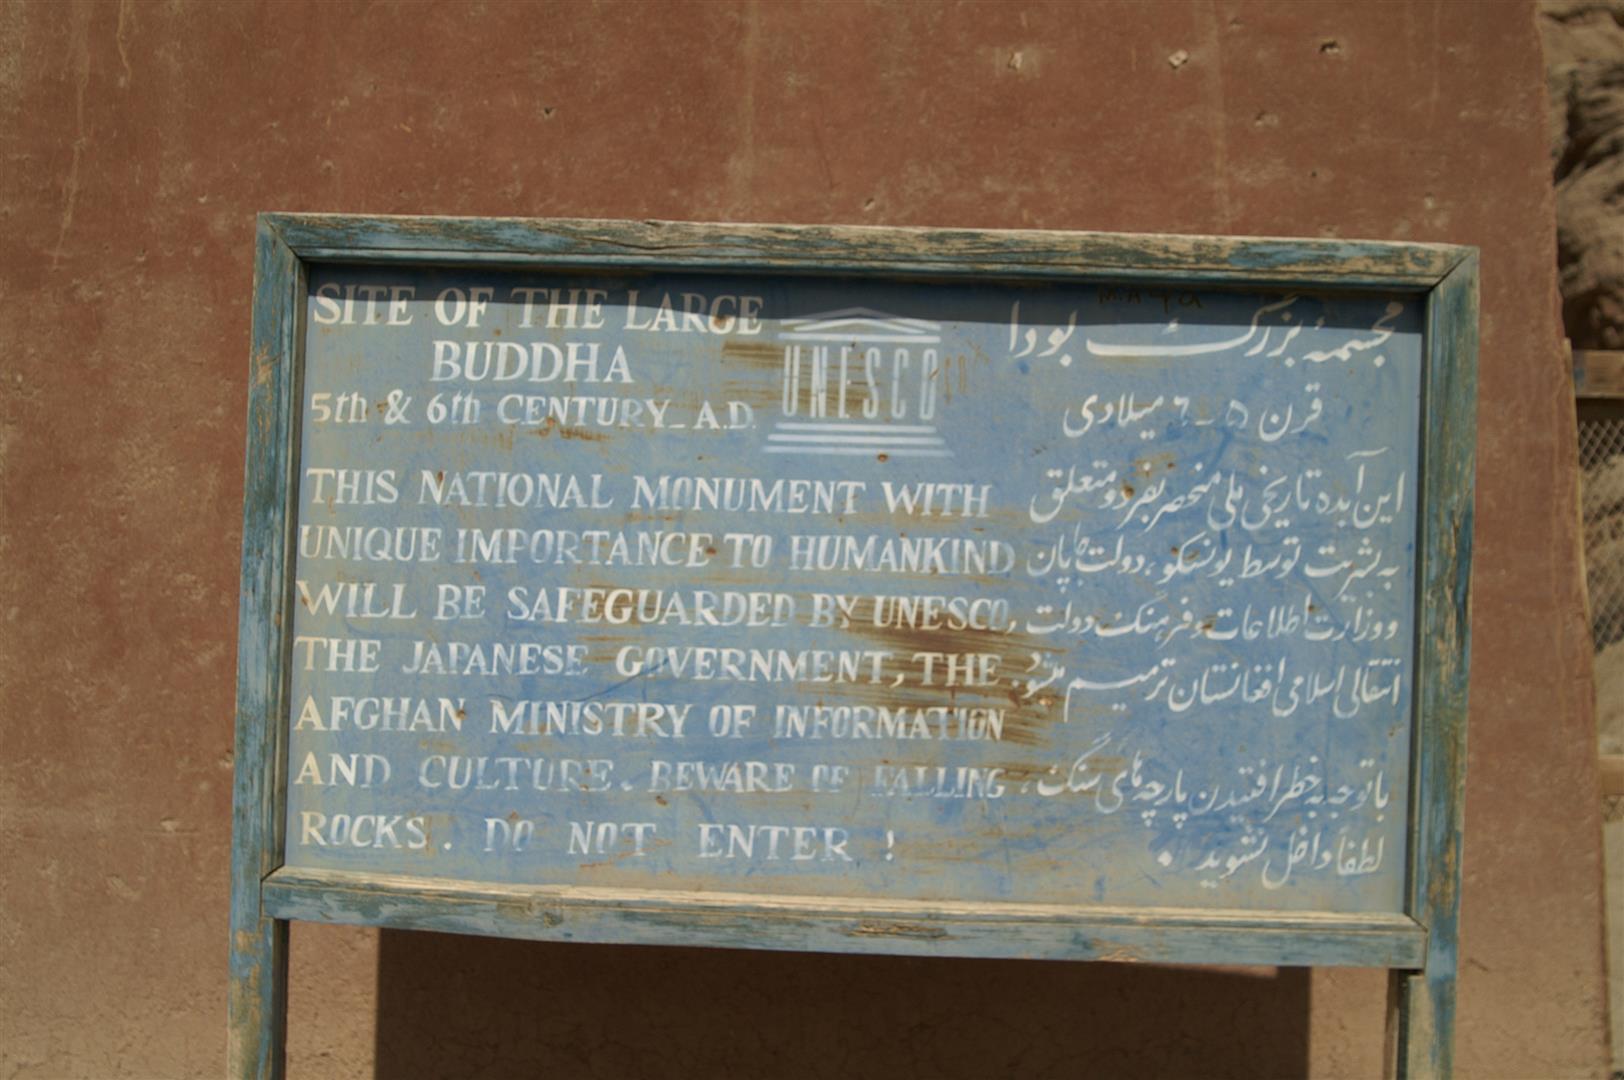 SITE OF THE LARGE
BUDDHA
5th & 6th CENTURY_A.D.
UNESCO
THIS NATIONAL MONUMENT WITH
UNIQUE IMPORTANCE TO HUMANKIND
WILL BE SAFEGUARDED BY UNESCO,
THE JAPANESE GOVERNMENT, THE
AFGHAN MINISTRY OF INFORMATION
AND CULTURE. BEWARE OF FALLING
ROCKS. DO NOT ENTER !
مجسمهٔ بزرگ بودا
قرن ۵-۶ میلادی
این آبده تاریخی ملی منحصر بفرد و متعلق
به بشریت توسط یونسکو، دولت جاپان
و وزارت اطلاعات و فرهنگ دولت
انتقالی اسلامی افغانستان ترمیم میشود.
با توجه به خطر افتیدن پارچه های سنگ،
لطفاً داخل نشوید.